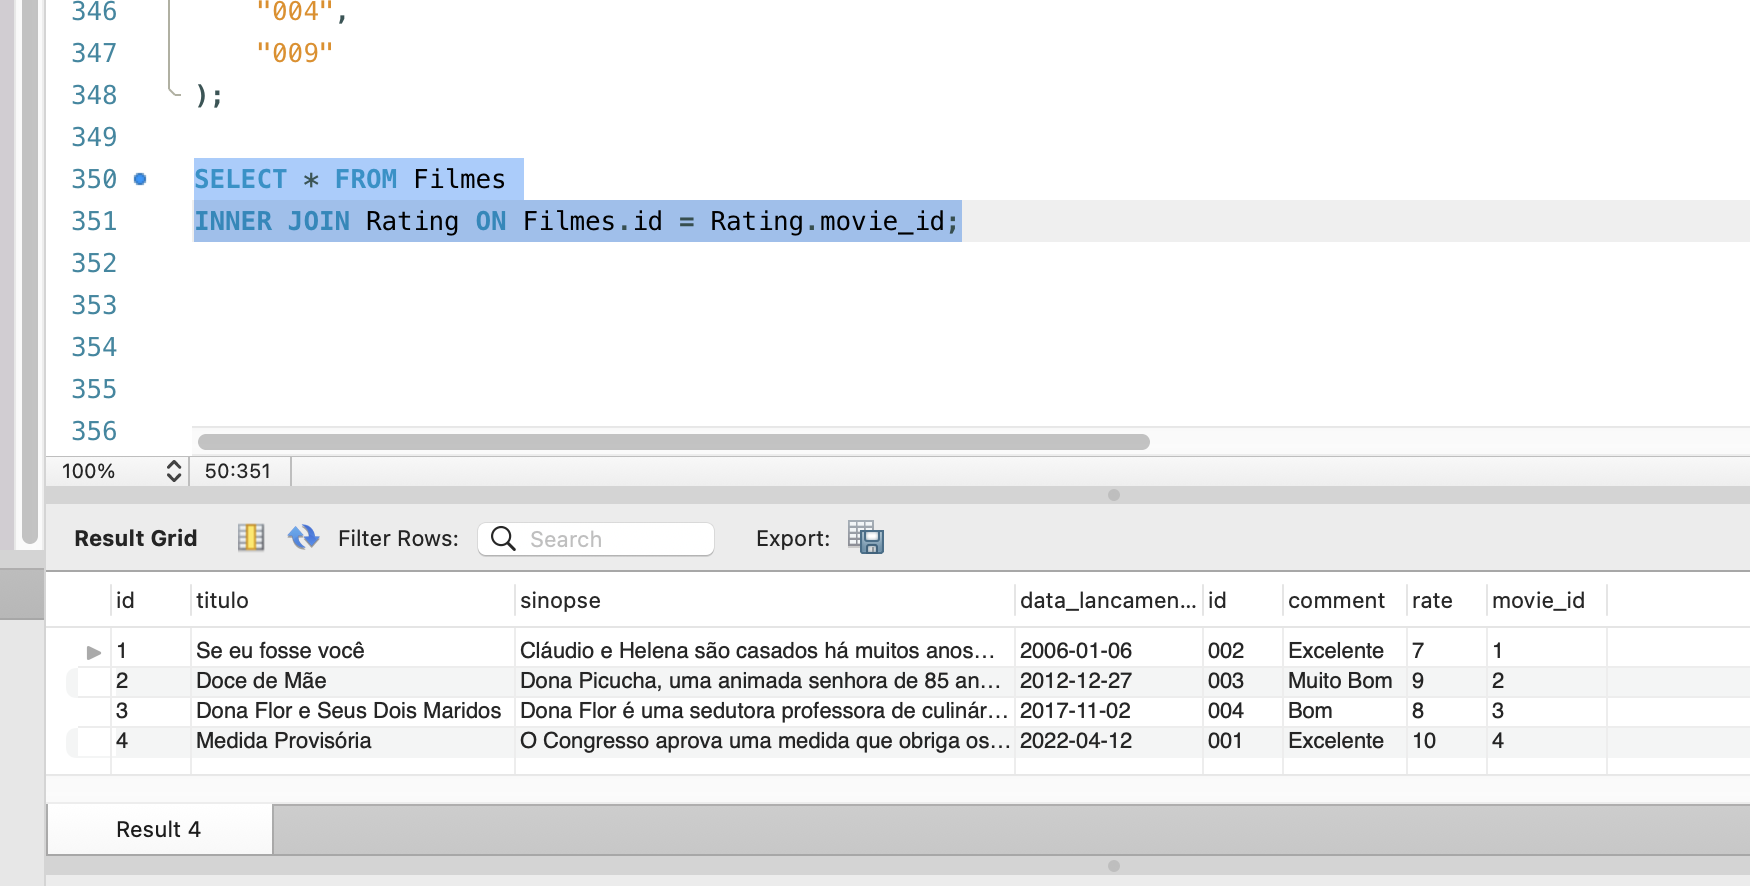 346 "004",
347 "009"
348 );
349
350 SELECT * FROM Filmes
351 INNER JOIN Rating ON Filmes.id = Rating.movie_id;
352
353
354
355
356
100% 50:351
Result Grid Filter Rows: Search Export:
id titulo sinopse data_lancamen... id comment rate movie_id
1 Se eu fosse você Cláudio e Helena são casados há muitos anos... 2006-01-06 002 Excelente 7 1
2 Doce de Mãe Dona Picucha, uma animada senhora de 85 an... 2012-12-27 003 Muito Bom 9 2
3 Dona Flor e Seus Dois Maridos Dona Flor é uma sedutora professora de culinár... 2017-11-02 004 Bom 8 3
4 Medida Provisória O Congresso aprova uma medida que obriga os... 2022-04-12 001 Excelente 10 4
Result 4